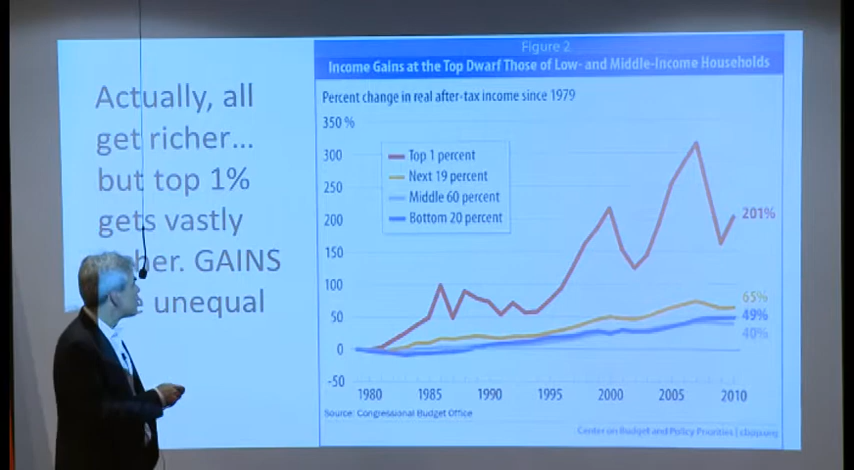 Actually, all
get richer...
but top 1%
gets vastly
her. GAINS
e unequal
Figure 2
Income Gains at the Top Dwarf Those of Low- and Middle-Income Households
Percent change in real after-tax income since 1979
350 %
300
250
200
150
100
50
0
-50
Top 1 percent
Next 19 percent
Middle 60 percent
Bottom 20 percent
201%
65%
49%
40%
1980 1985 1990 1995 2000 2005 2010
Source: Congressional Budget Office
Center on Budget and Policy Priorities | cbpp.org